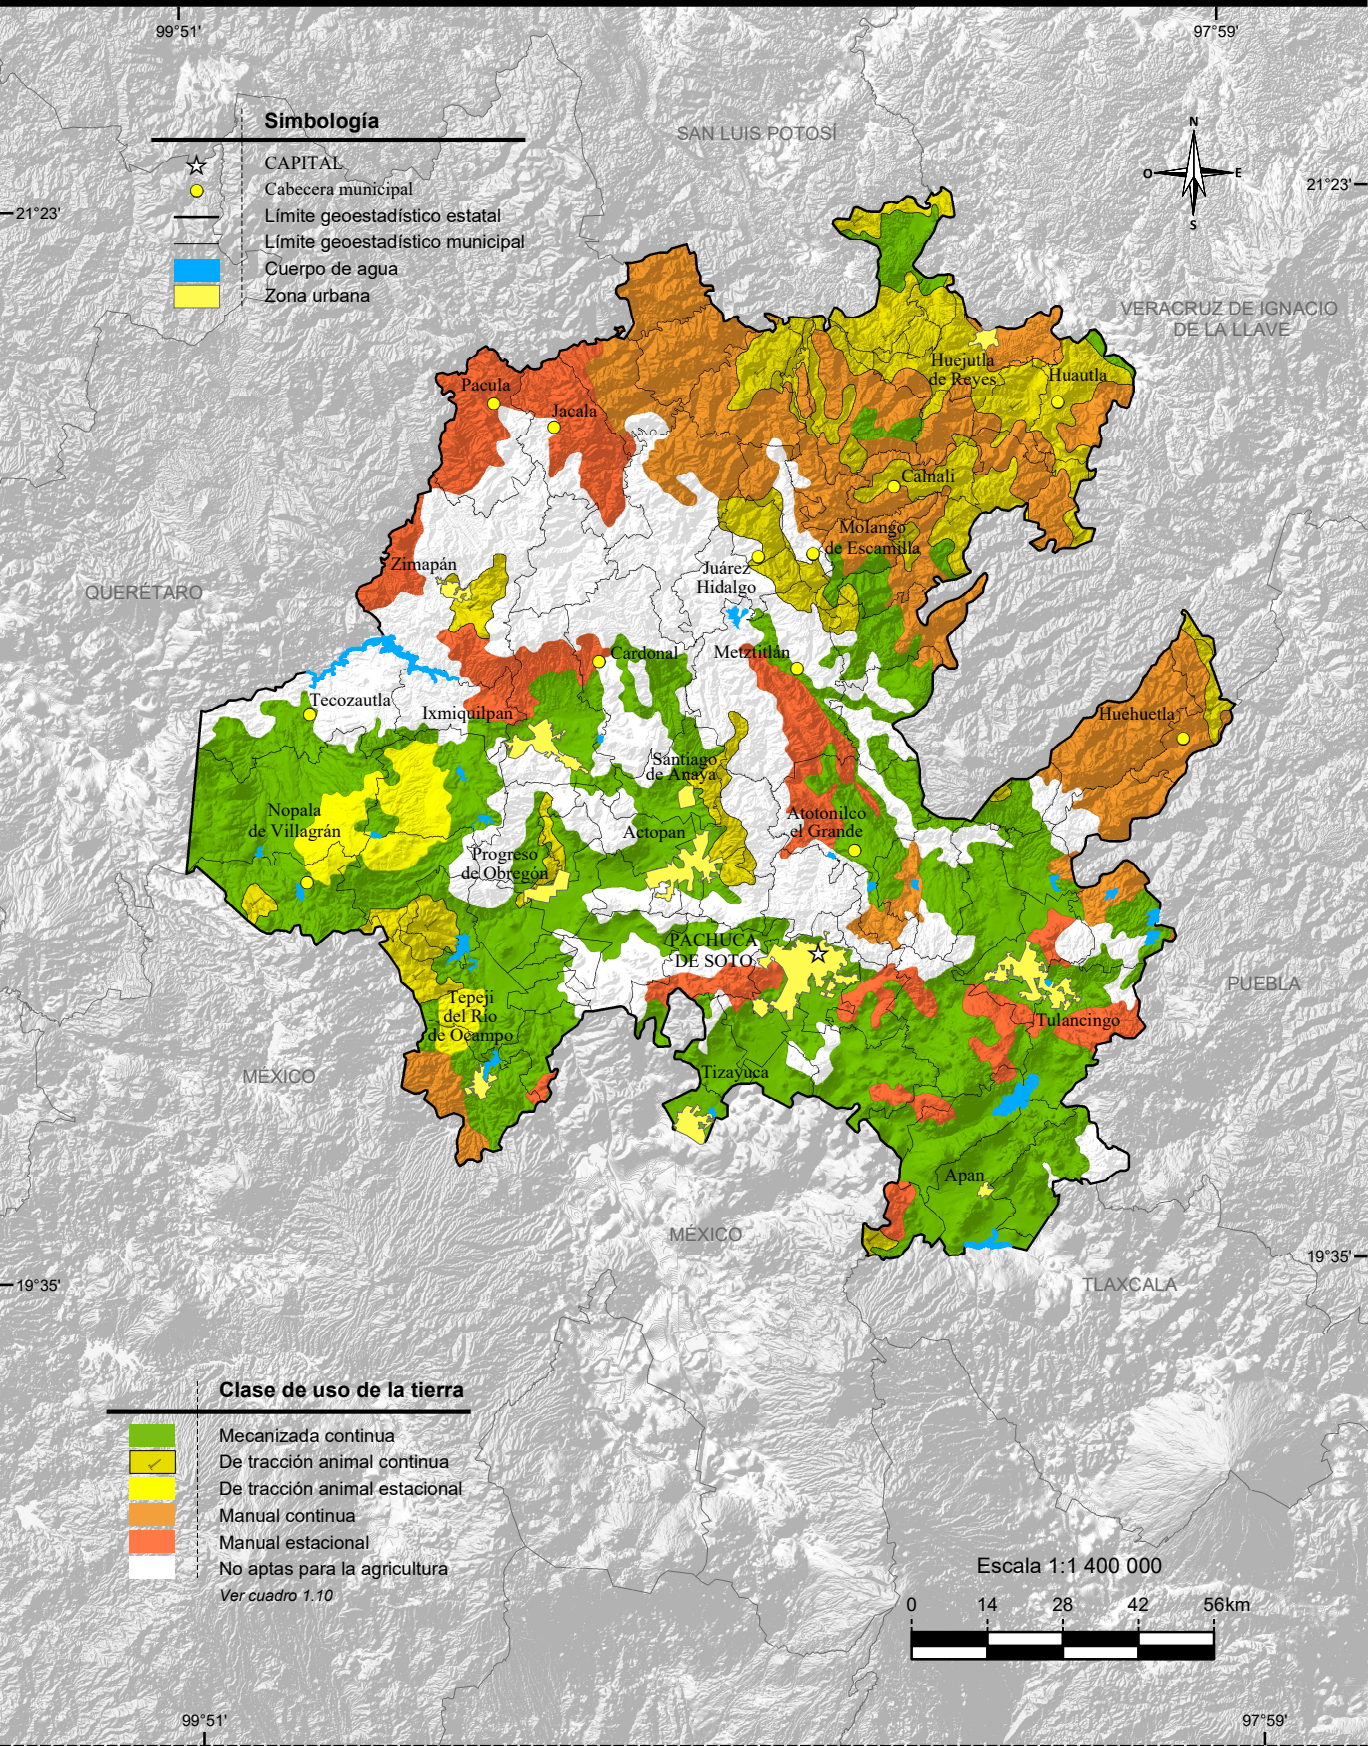 99°51'
97°59'
Simbología
CAPITAL
Cabecera municipal
Límite geoestadístico estatal
Límite geoestadístico municipal
Cuerpo de agua
Zona urbana
SAN LUIS POTOSÍ
N
O
E
S
21°23'
21°23'
VERACRUZ DE IGNACIO
DE LA LLAVE
Huejutla
de Reyes
Huautla
Pacula
Jacala
Calnali
Molango
de Escamilla
Zimapán
Juárez
Hidalgo
QUERÉTARO
Cardonal
Metztitlán
Tecozautla
Ixmiquilpan
Huehuetla
Santiago
de Anaya
Nopala
de Villagrán
Actopan
Atotonilco
el Grande
Progreso
de Obregón
PACHUCA
DE SOTO
PUEBLA
Tepeji
del Río
de Ocampo
Tulancingo
MÉXICO
Tizayuca
Apan
MÉXICO
19°35'
19°35'
TLAXCALA
Clase de uso de la tierra
Mecanizada continua
De tracción animal continua
De tracción animal estacional
Manual continua
Manual estacional
No aptas para la agricultura
Ver cuadro 1.10
Escala 1:1 400 000
0 14 28 42 56km
99°51'
97°59'